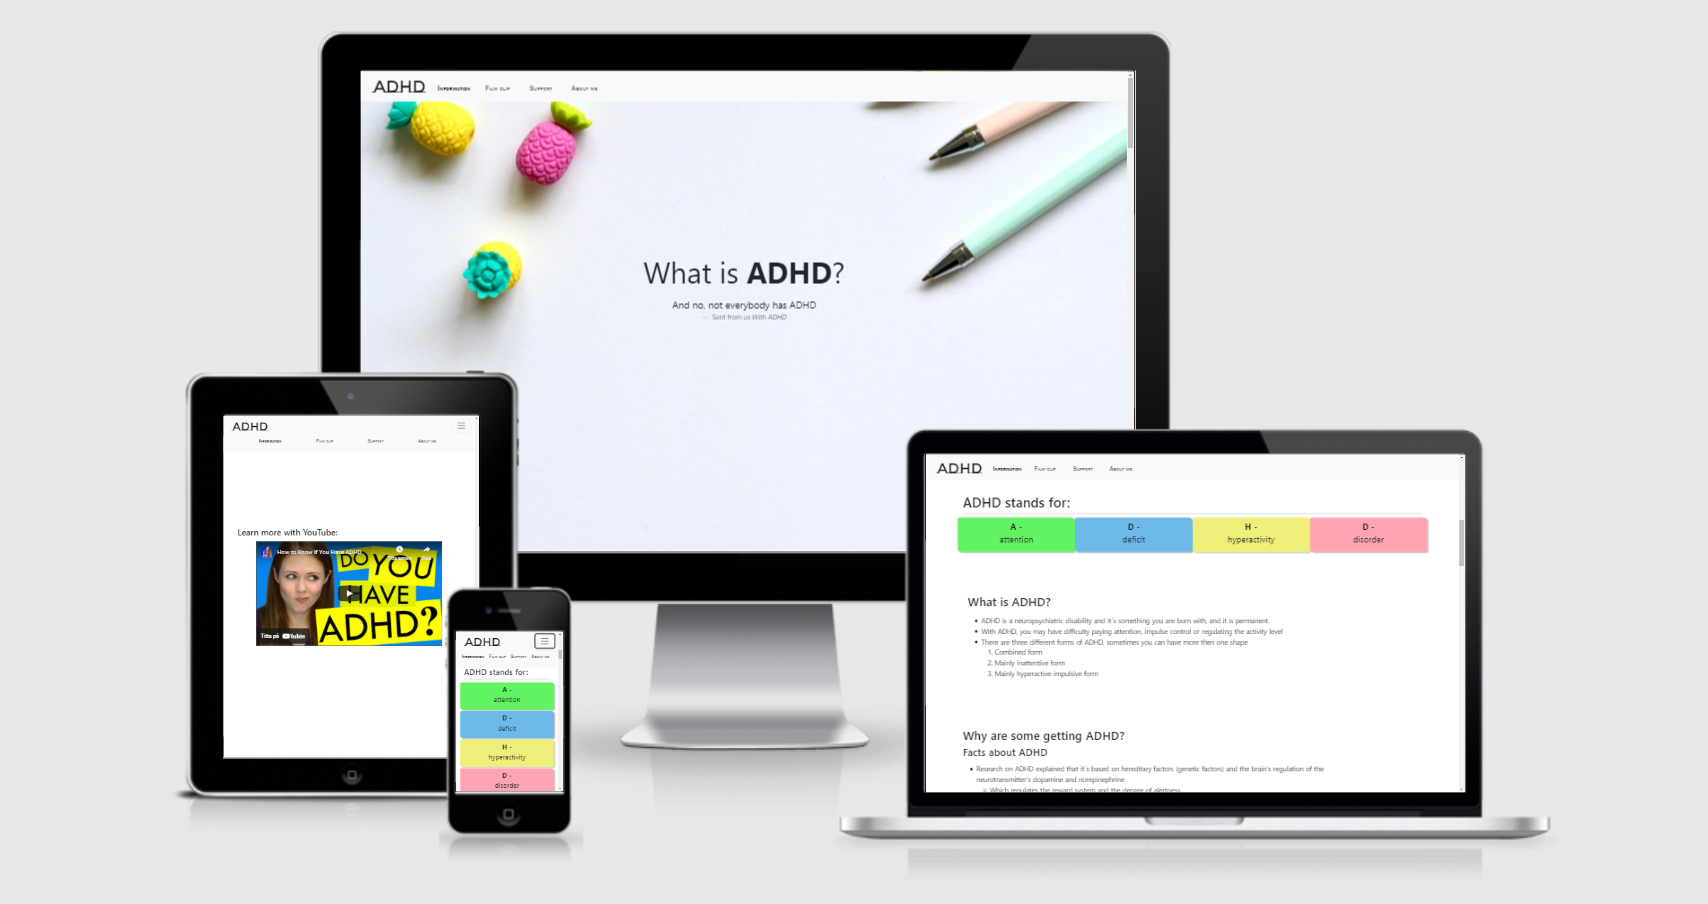 ADHD Information Film clip Support About me
What is ADHD?
And no, not everybody has ADHD
— Sent from us With ADHD
ADHD
Information Film clip Support About me
Learn more with YouTube:
How to Know if You Have ADHD
DO YOU
HAVE
ADHD?
Titta på YouTube
ADHD
Information Film clip Support About me
ADHD stands for:
A -
attention
D -
deficit
H -
hyperactivity
D -
disorder
ADHD Information Film clip Support About me
ADHD stands for:
A - D - H - D -
attention deficit hyperactivity disorder
What is ADHD?
• ADHD is a neuropsychiatric disability and it´s something you are born with, and it is permanent.
• With ADHD, you may have difficulty paying attention, impulse control or regulating the activity level
• There are three different forms of ADHD, sometimes you can have more then one shape
1. Combined form
2. Mainly inattentive form
3. Mainly hyperactive-impulsive form
Why are some getting ADHD?
Facts about ADHD
• Research on ADHD explained that it´s based on hereditary factors (genetic factors) and the brain's regulation of the
neurotransmitter's dopamine and norepinephrine
○ Which regulates the reward system and the degree of alertness